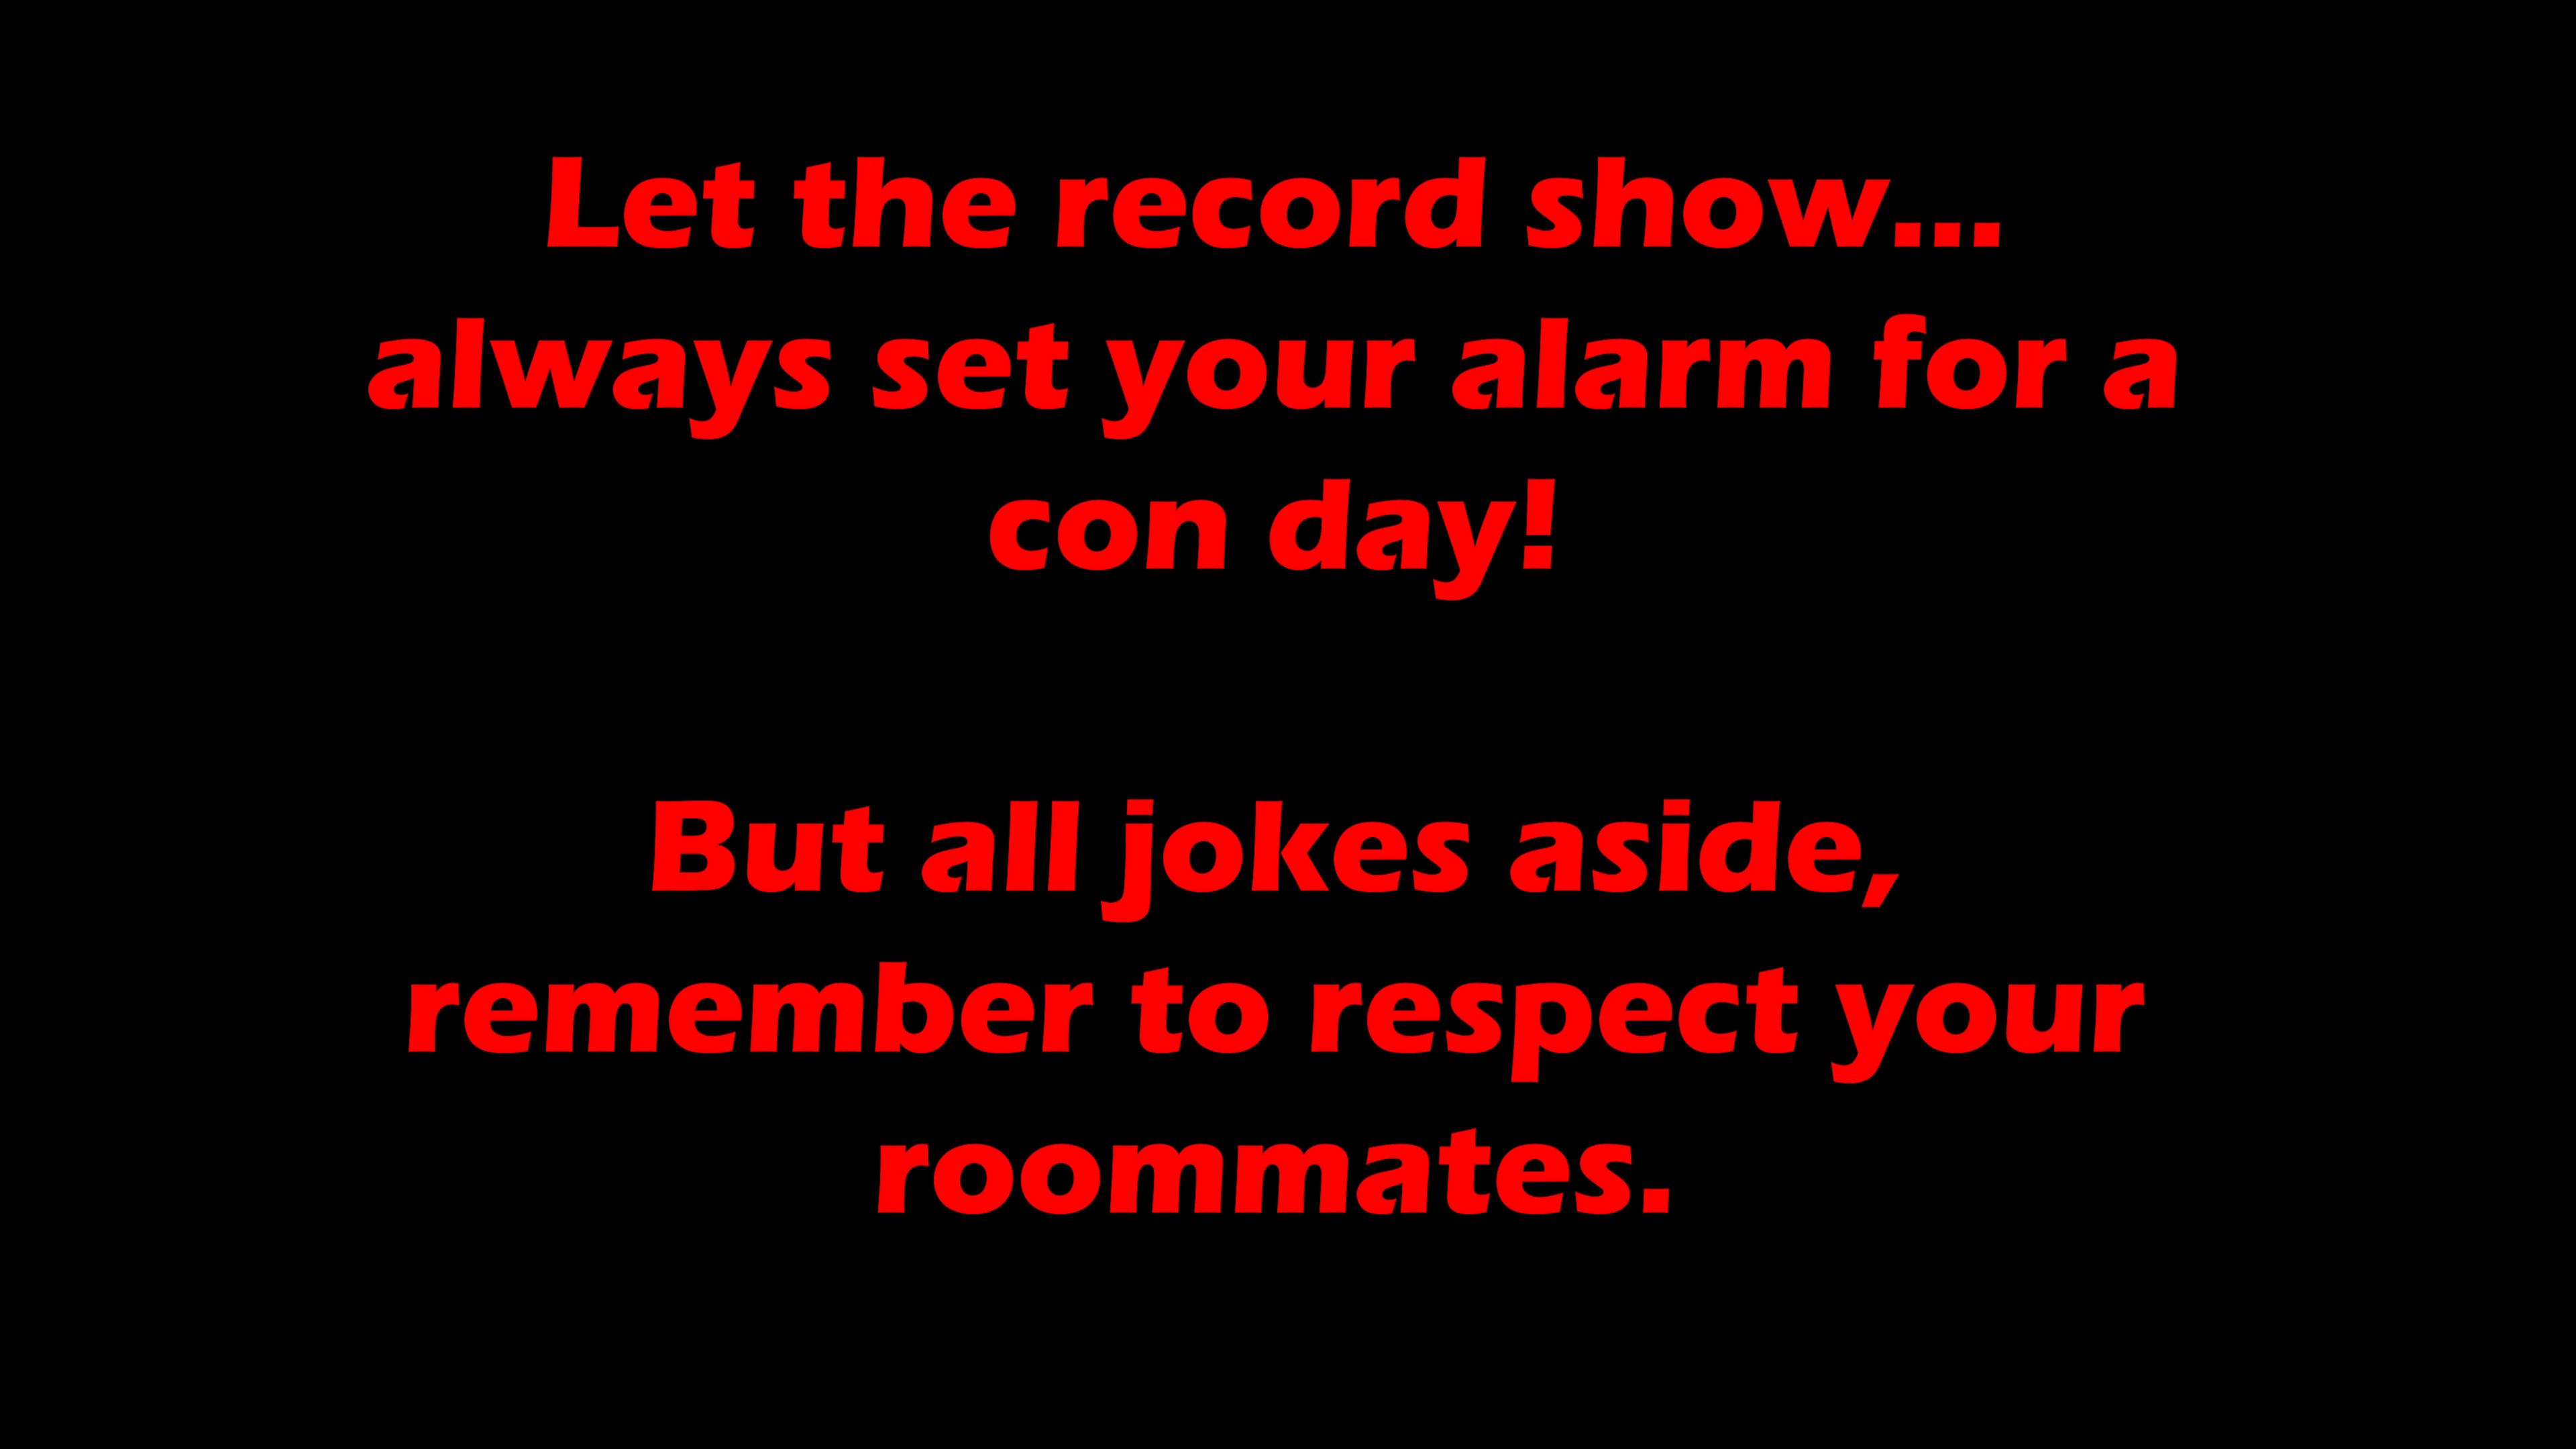 Let the record show...
always set your alarm for a
con day!
But all jokes aside,
remember to respect your
roommates.